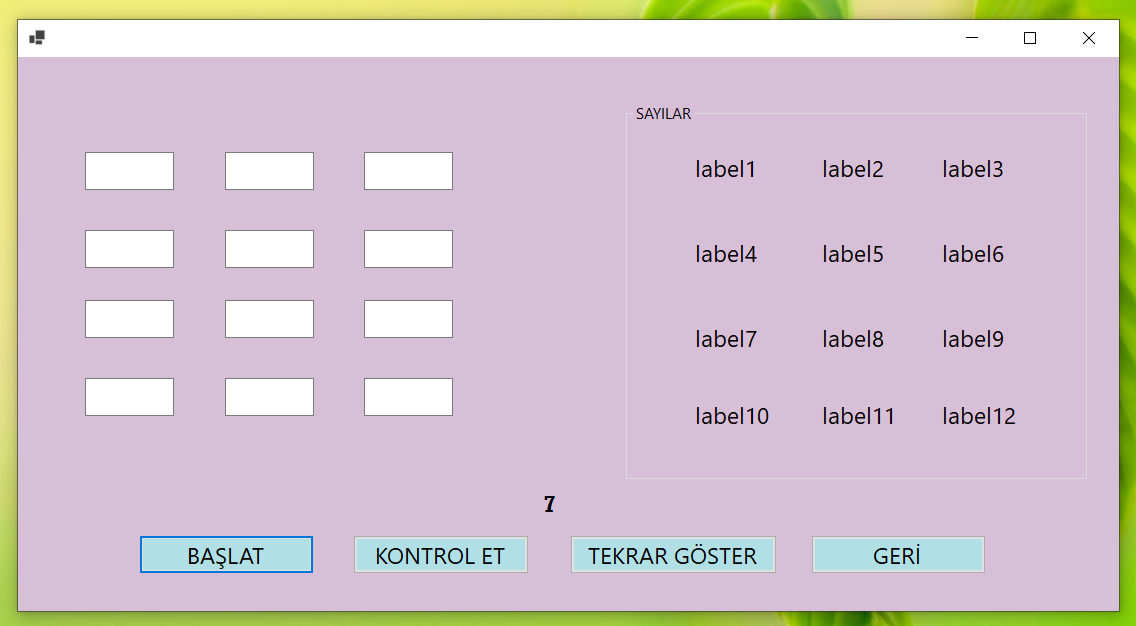 SAYILAR
label1 label2 label3
label4 label5 label6
label7 label8 label9
label10 label11 label12
7
BAŞLAT KONTROL ET TEKRAR GÖSTER GERİ